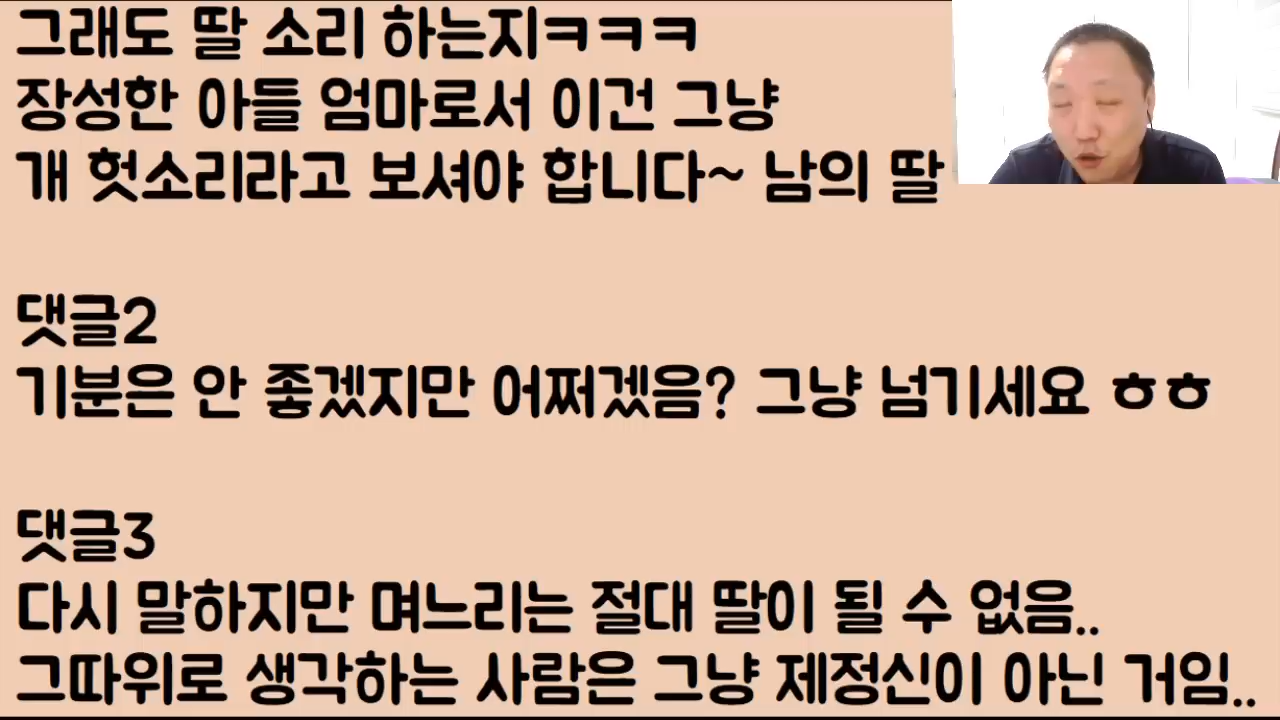 그래도 딸 소리 하는지ㅋㅋㅋ
장성한 아들 엄마로서 이건 그냥
개 헛소리라고 보셔야 합니다~ 남의 딸
댓글2
기분은 안 좋겠지만 어쩌겠음? 그냥 넘기세요 ㅎㅎ
댓글3
다시 말하지만 며느리는 절대 딸이 될 수 없음..
그따위로 생각하는 사람은 그냥 제정신이 아닌 거임..